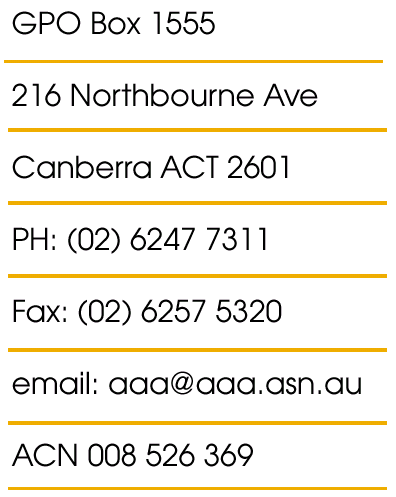 GPO Box 1555
216 Northbourne Ave
Canberra ACT 2601
PH: (02) 6247 7311
Fax: (02) 6257 5320
email: aaa@aaa.asn.au
ACN 008 526 369